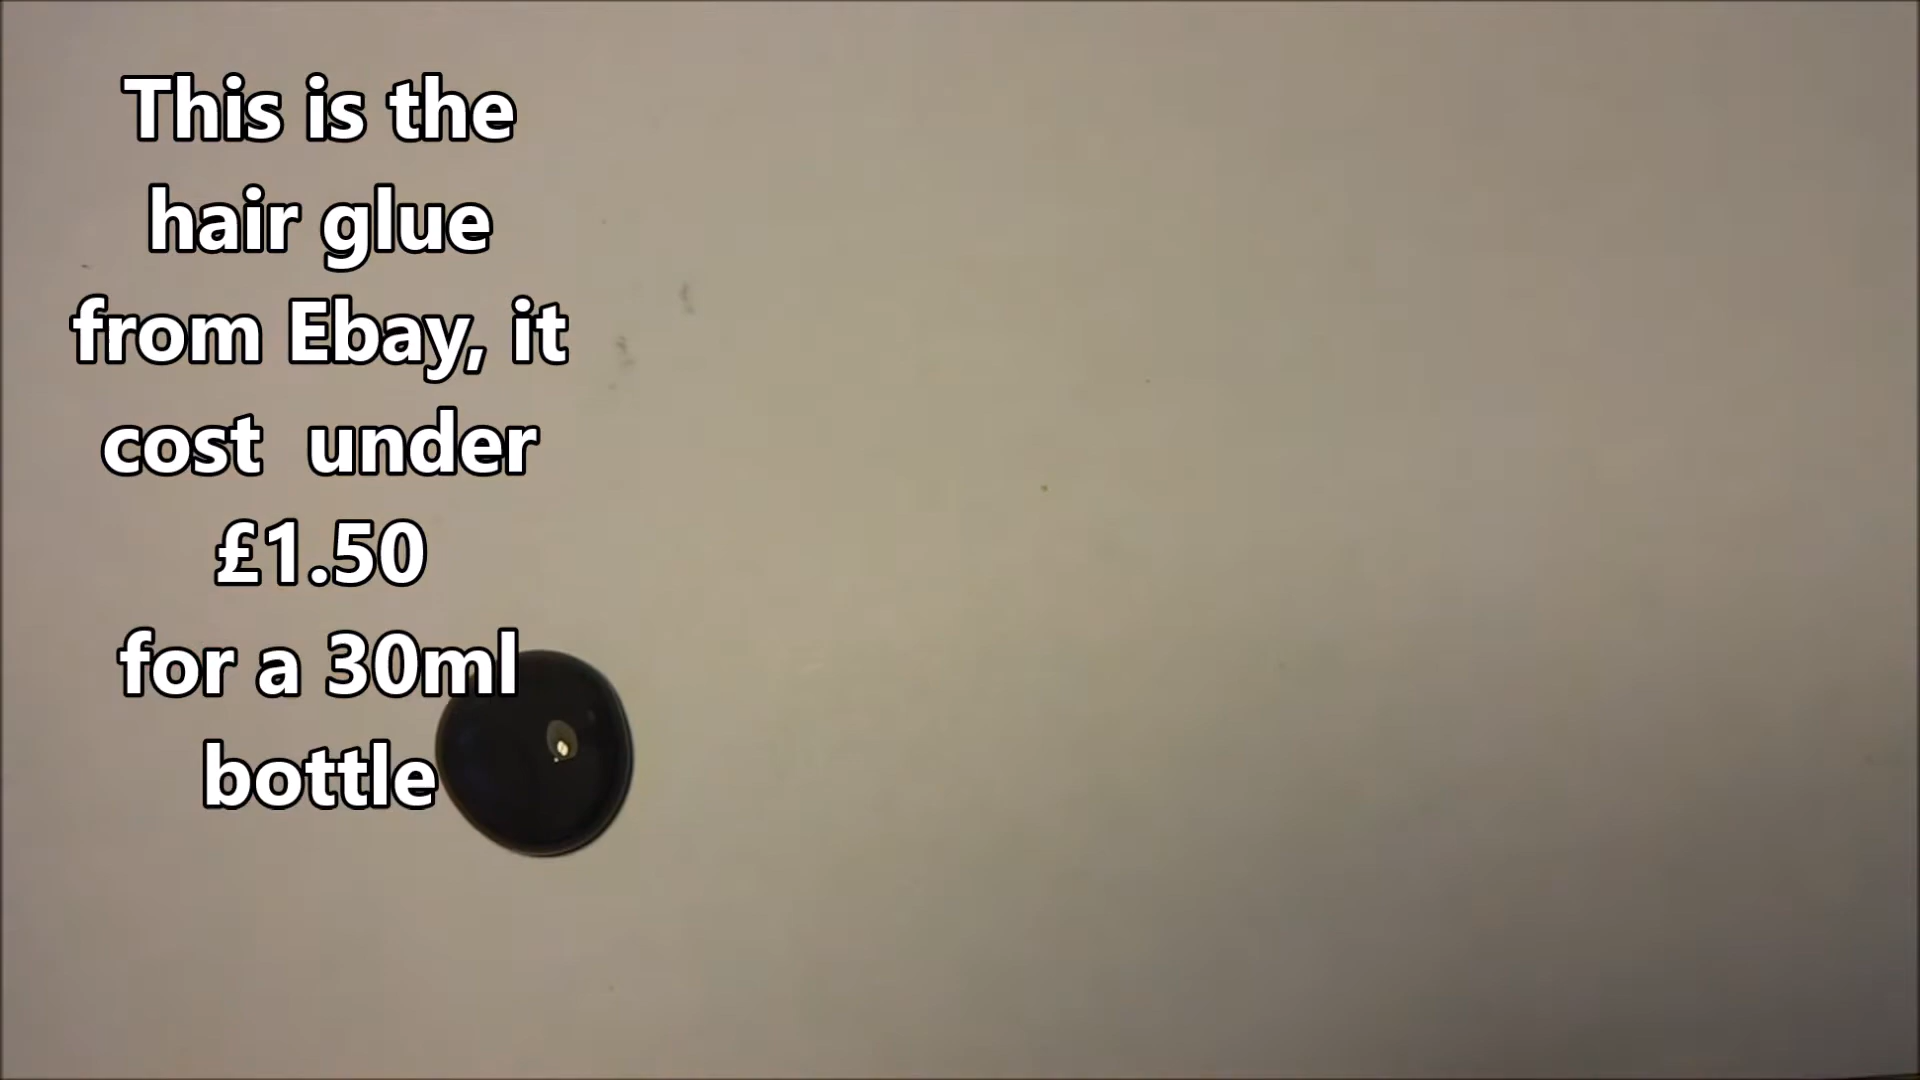 This is the
hair glue
from Ebay, it
cost  under
£1.50
for a 30ml
bottle